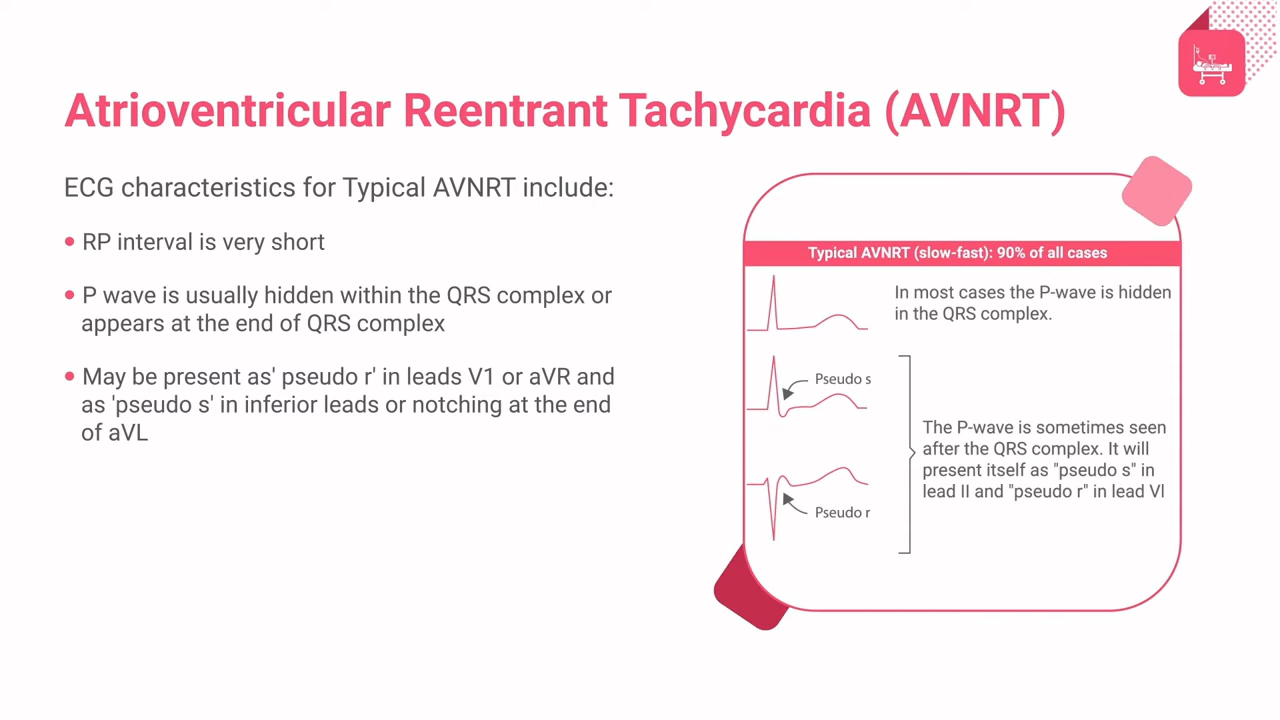 Atrioventricular Reentrant Tachycardia (AVNRT)
ECG characteristics for Typical AVNRT include:
• RP interval is very short
• P wave is usually hidden within the QRS complex or
appears at the end of QRS complex
• May be present as' pseudo r' in leads V1 or aVR and
as 'pseudo s' in inferior leads or notching at the end
of aVL
Typical AVNRT (slow-fast): 90% of all cases
In most cases the P-wave is hidden
in the QRS complex.
Pseudo s
The P-wave is sometimes seen
after the QRS complex. It will
present itself as "pseudo s" in
lead II and "pseudo r" in lead Vl
Pseudo r